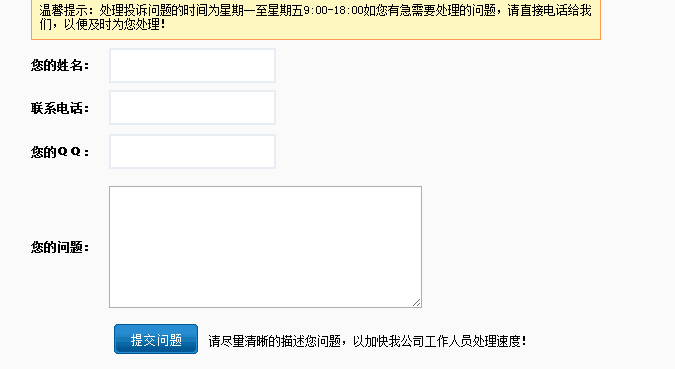 温馨提示：处理投诉问题的时间为星期一至星期五9:00-18:00如您有急需要处理的问题，请直接电话给我
们，以便及时为您处理！
您的姓名：
联系电话：
您的ＱＱ：
您的问题：
提交问题 请尽量清晰的描述您问题，以加快我公司工作人员处理速度！